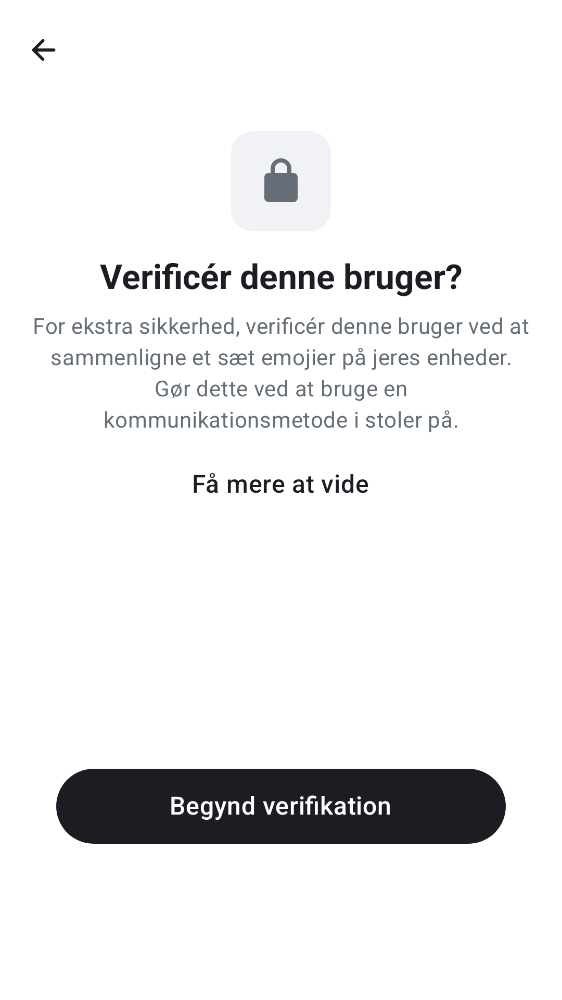 Verificér denne bruger?
For ekstra sikkerhed, verificér denne bruger ved at
sammenligne et sæt emojier på jeres enheder.
Gør dette ved at bruge en
kommunikationsmetode i stoler på.
Få mere at vide
Begynd verifikation